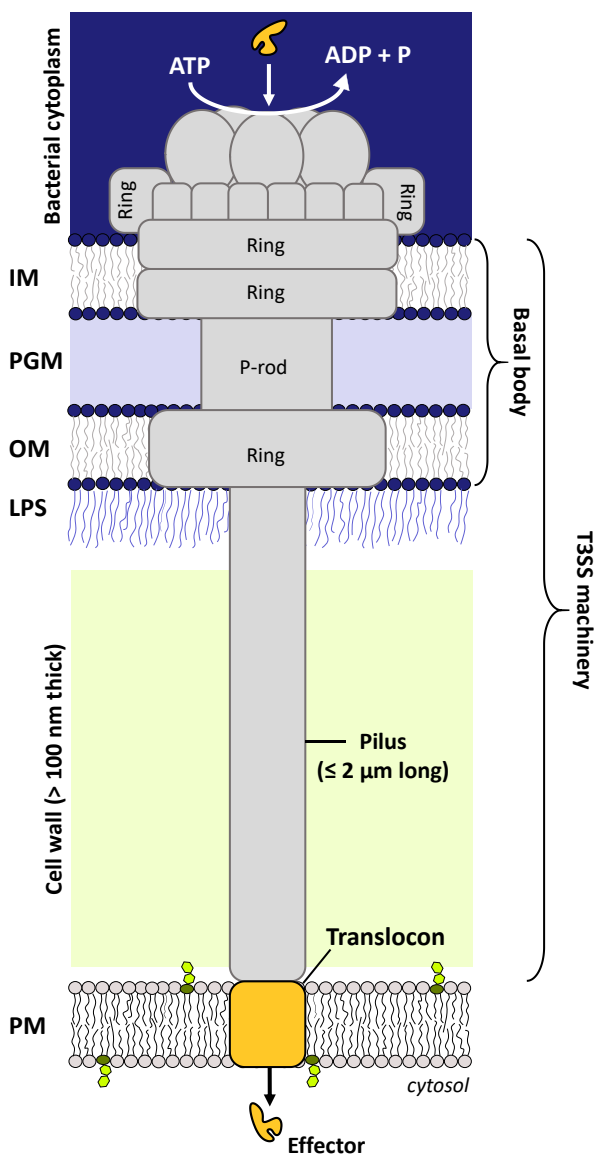 Bacterial cytoplasm
ATP
ADP + P
Ring
Ring
Ring
IM
Ring
PGM
P-rod
Basal body
OM
Ring
LPS
T3SS machinery
Cell wall (> 100 nm thick)
Pilus
(≤ 2 µm long)
Translocon
PM
cytosol
Effector